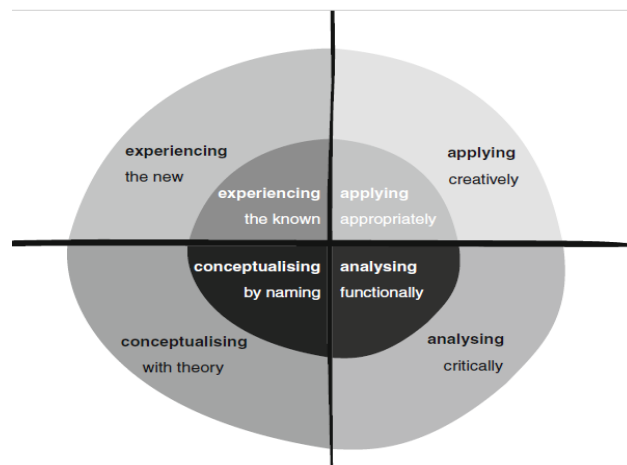 experiencing
the new
applying
creatively
experiencing
the known
applying
appropriately
conceptualising
by naming
analysing
functionally
conceptualising
with theory
analysing
critically